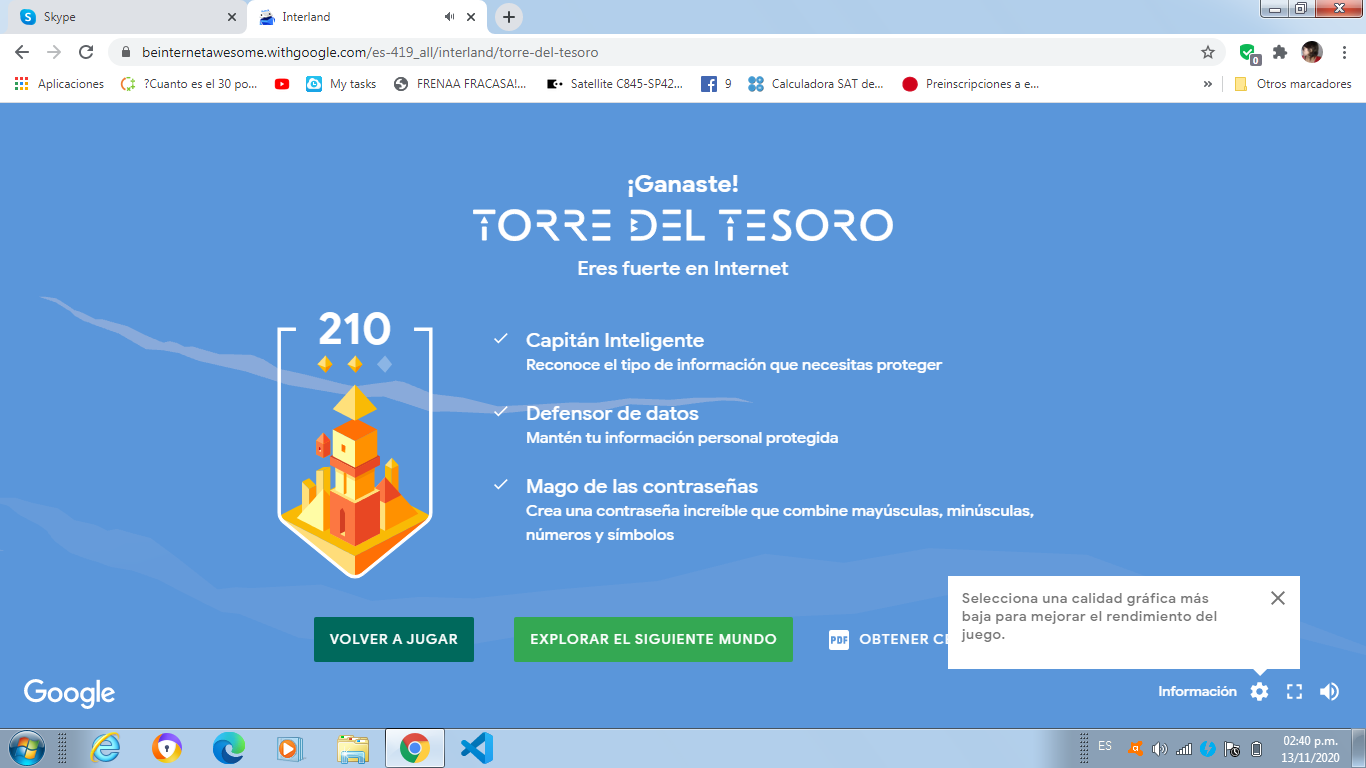 Skype
Interland
beinternetawesome.withgoogle.com/es-419_all/interland/torre-del-tesoro
0
Aplicaciones
?Cuanto es el 30 po...
My tasks
FRENAA FRACASA!...
Satellite C845-SP42...
9
Calculadora SAT de...
Preinscripciones a e...
»
Otros marcadores
¡Ganaste!
TORRE DEL TESORO
Eres fuerte en Internet
210
Capitán Inteligente
Reconoce el tipo de información que necesitas proteger
Defensor de datos
Mantén tu información personal protegida
Mago de las contraseñas
Crea una contraseña increíble que combine mayúsculas, minúsculas,
números y símbolos
Selecciona una calidad gráfica más
baja para mejorar el rendimiento del
juego.
VOLVER A JUGAR
EXPLORAR EL SIGUIENTE MUNDO
PDF OBTENER CE
Google
Información
ES
02:40 p.m.
13/11/2020